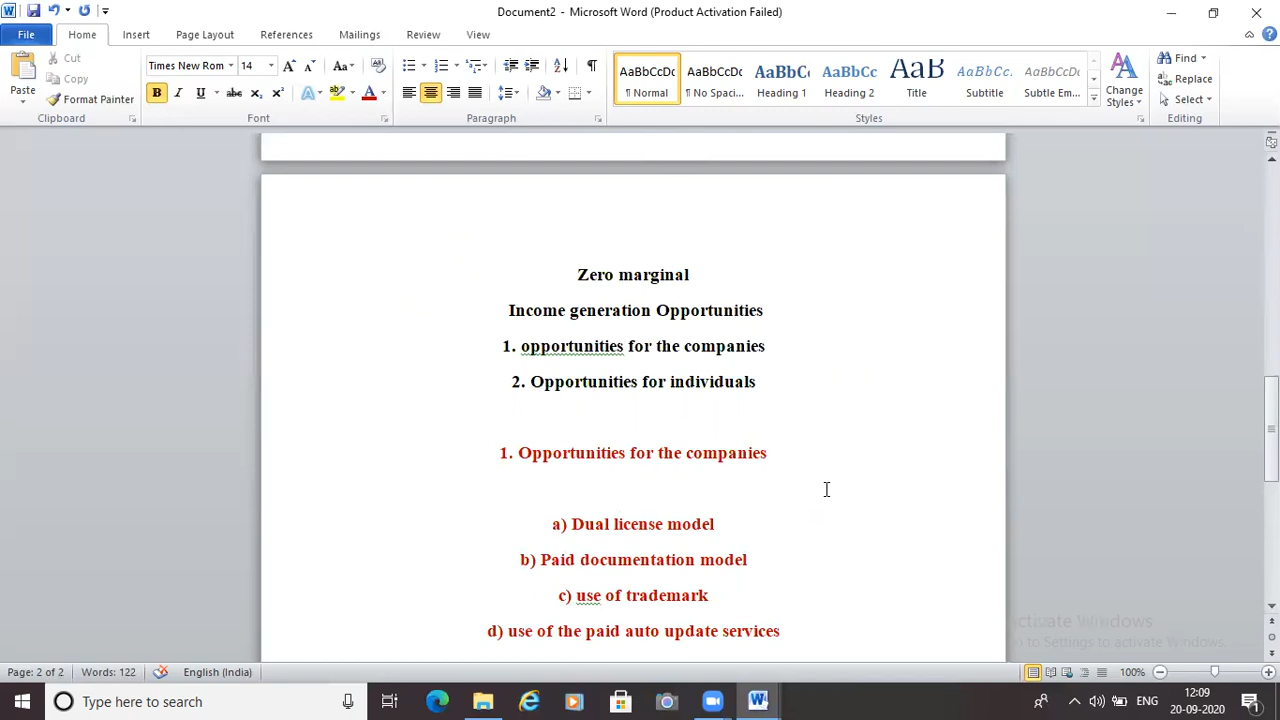 Document2 - Microsoft Word (Product Activation Failed)
File Home Insert Page Layout References Mailings Review View
Paste
Cut
Copy
Format Painter
Clipboard
Times New Rom 14
Font
Paragraph
AaBbCcDc AaBbCcDc AaBbCc AaBbCc AaB AaBbCcL AaBbCcDc
¶ Normal ¶ No Spaci... Heading 1 Heading 2 Title Subtitle Subtle Em...
Styles
Change Styles
Find
Replace
Select
Editing
Zero marginal
Income generation Opportunities
1. opportunities for the companies
2. Opportunities for individuals
1. Opportunities for the companies
a) Dual license model
b) Paid documentation model
c) use of trademark
d) use of the paid auto update services
ctivate Windows
o to Settings to activate Windows.
Page: 2 of 2 Words: 122 English (India) 100%
Type here to search
ENG
12:09
20-09-2020
1